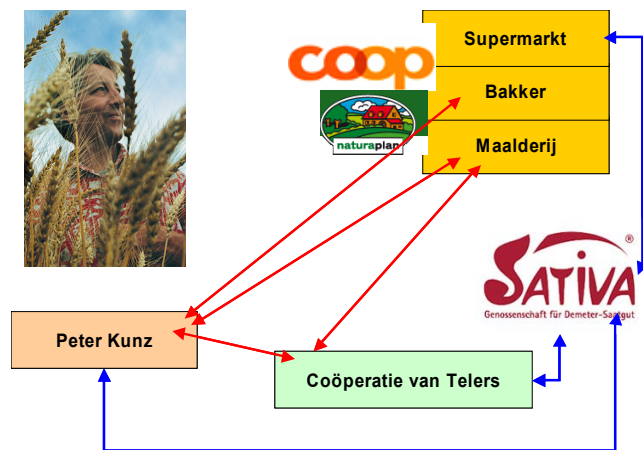 Supermarkt
coop
Bakker
naturaplan
Maalderij
SATIVA®
Genossenschaft für Demeter-Saatgut
Peter Kunz
Coöperatie van Telers